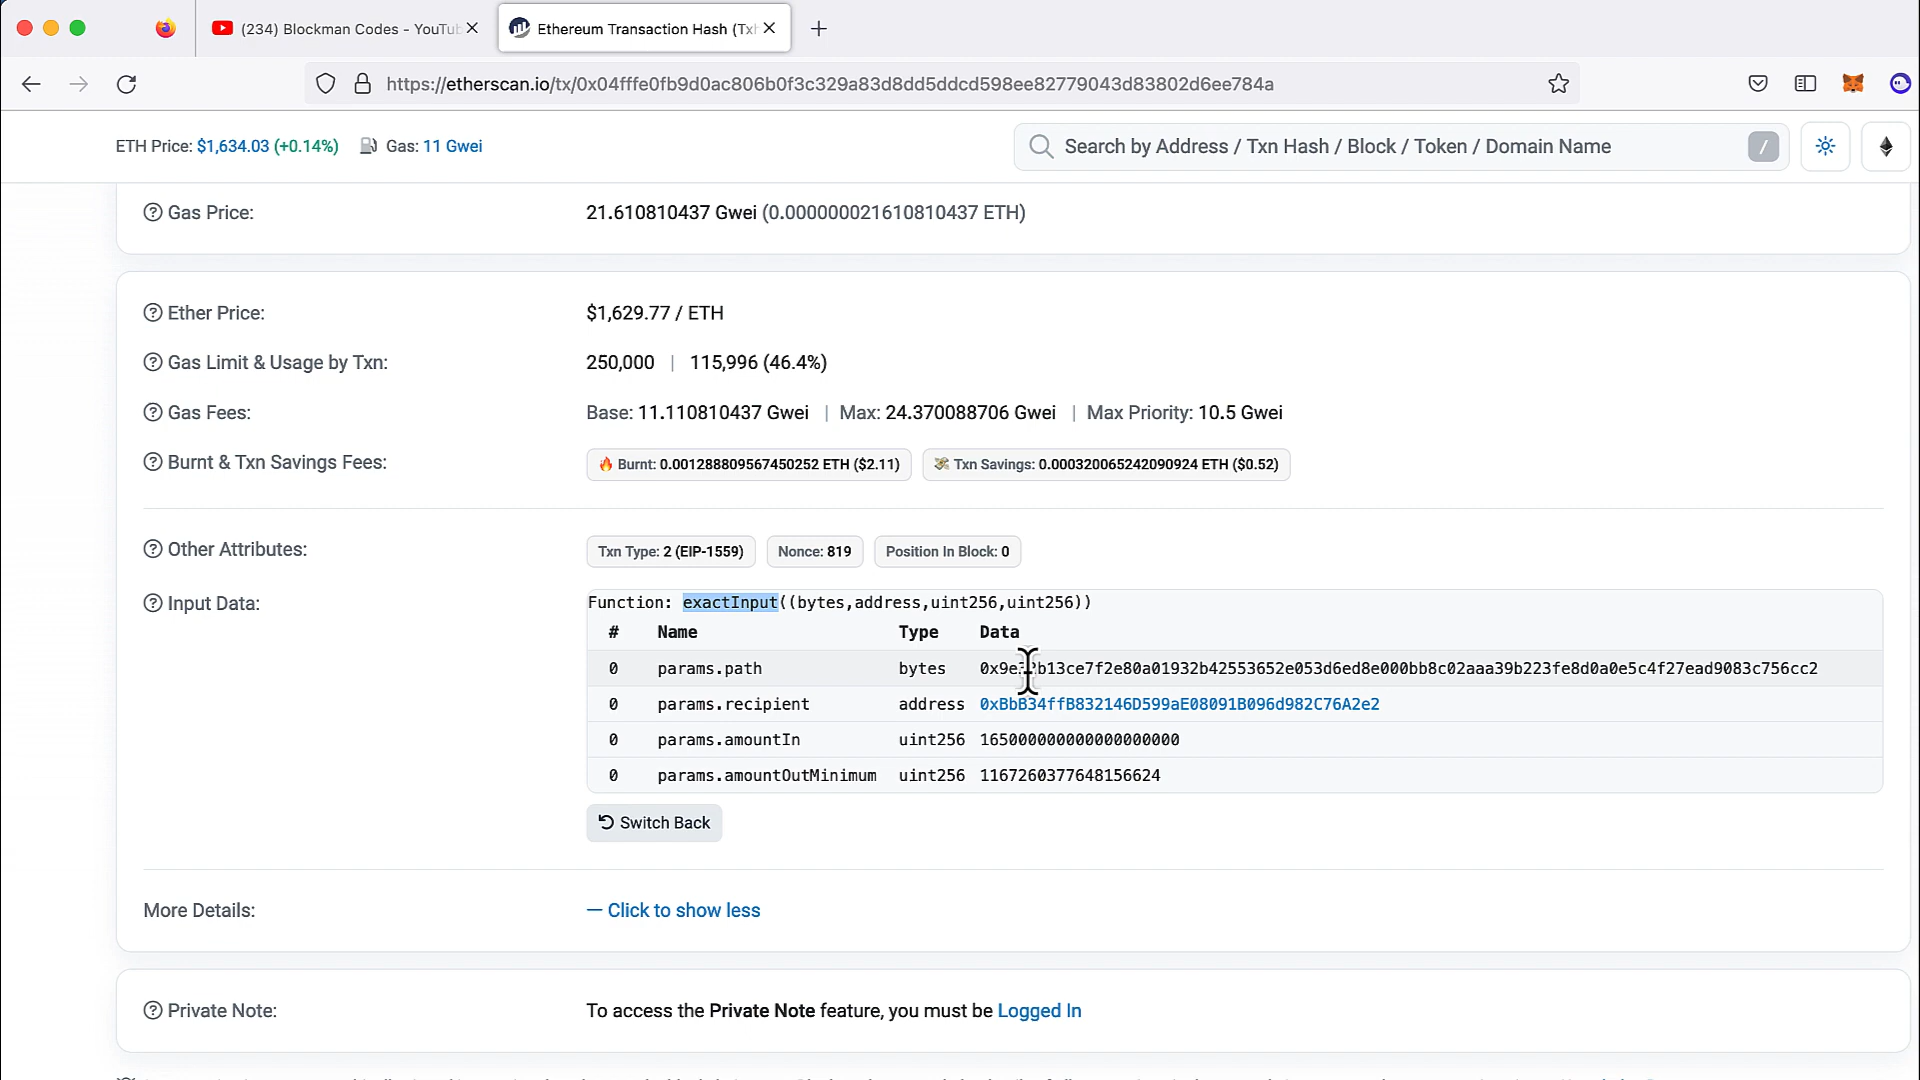 (234) Blockman Codes - YouTub
Ethereum Transaction Hash (Txh
https://etherscan.io/tx/0x04fffe0fb9d0ac806b0f3c329a83d8dd5ddcd598ee82779043d83802d6ee784a
ETH Price: $1,634.03 (+0.14%) Gas: 11 Gwei
Search by Address / Txn Hash / Block / Token / Domain Name /
Gas Price: 21.610810437 Gwei (0.000000021610810437 ETH)
Ether Price: $1,629.77 / ETH
Gas Limit & Usage by Txn: 250,000 | 115,996 (46.4%)
Gas Fees: Base: 11.110810437 Gwei | Max: 24.370088706 Gwei | Max Priority: 10.5 Gwei
Burnt & Txn Savings Fees: Burnt: 0.001288809567450252 ETH ($2.11) Txn Savings: 0.000320065242090924 ETH ($0.52)
Other Attributes: Txn Type: 2 (EIP-1559) Nonce: 819 Position In Block: 0
Input Data: Function: exactInput((bytes,address,uint256,uint256))
# Name Type Data
0 params.path bytes
0 params.recipient address 0xBbB34ffB832146D599aE08091B096d982C76A2e2
0 params.amountIn uint256 165000000000000000000
0 params.amountOutMinimum uint256 1167260377648156624
Switch Back
More Details: — Click to show less
Private Note: To access the Private Note feature, you must be Logged In